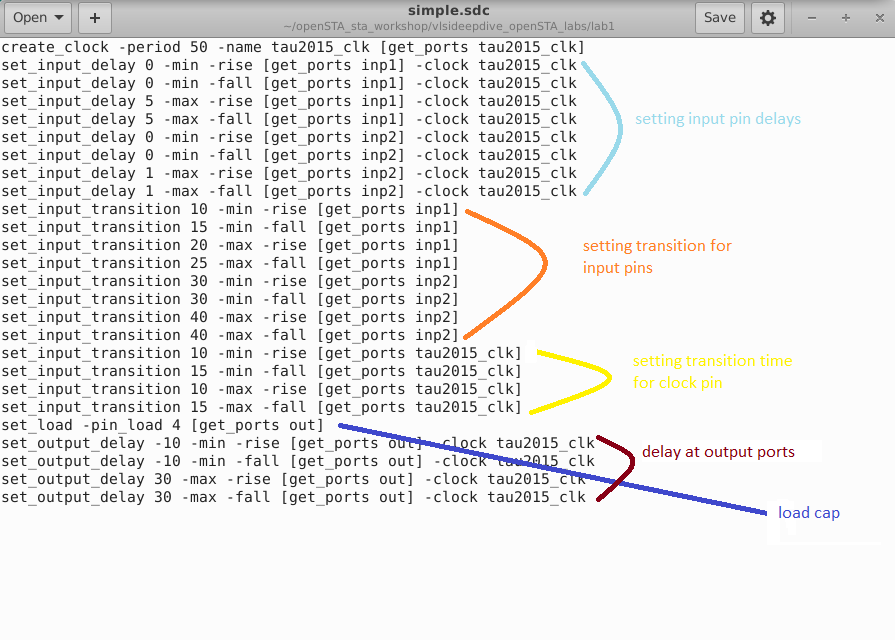 Open
simple.sdc
~/openSTA_sta_workshop/vlsideepdive_openSTA_labs/lab1
Save
create_clock -period 50 -name tau2015_clk [get_ports tau2015_clk]
set_input_delay 0 -min -rise [get_ports inp1] -clock tau2015_clk
set_input_delay 0 -min -fall [get_ports inp1] -clock tau2015_clk
set_input_delay 5 -max -rise [get_ports inp1] -clock tau2015_clk
set_input_delay 5 -max -fall [get_ports inp1] -clock tau2015_clk
set_input_delay 0 -min -rise [get_ports inp2] -clock tau2015_clk
set_input_delay 0 -min -fall [get_ports inp2] -clock tau2015_clk
set_input_delay 1 -max -rise [get_ports inp2] -clock tau2015_clk
set_input_delay 1 -max -fall [get_ports inp2] -clock tau2015_clk
setting input pin delays
set_input_transition 10 -min -rise [get_ports inp1]
set_input_transition 15 -min -fall [get_ports inp1]
set_input_transition 20 -max -rise [get_ports inp1]
set_input_transition 25 -max -fall [get_ports inp1]
set_input_transition 30 -min -rise [get_ports inp2]
set_input_transition 30 -min -fall [get_ports inp2]
set_input_transition 40 -max -rise [get_ports inp2]
set_input_transition 40 -max -fall [get_ports inp2]
setting transition for
input pins
set_input_transition 10 -min -rise [get_ports tau2015_clk]
set_input_transition 15 -min -fall [get_ports tau2015_clk]
set_input_transition 10 -max -rise [get_ports tau2015_clk]
set_input_transition 15 -max -fall [get_ports tau2015_clk]
setting transition time
for clock pin
set_load -pin_load 4 [get_ports out]
set_output_delay -10 -min -rise [get_ports out] -clock tau2015_clk
set_output_delay -10 -min -fall [get_ports out] -clock tau2015_clk
set_output_delay 30 -max -rise [get_ports out] -clock tau2015_clk
set_output_delay 30 -max -fall [get_ports out] -clock tau2015_clk
delay at output ports
load cap